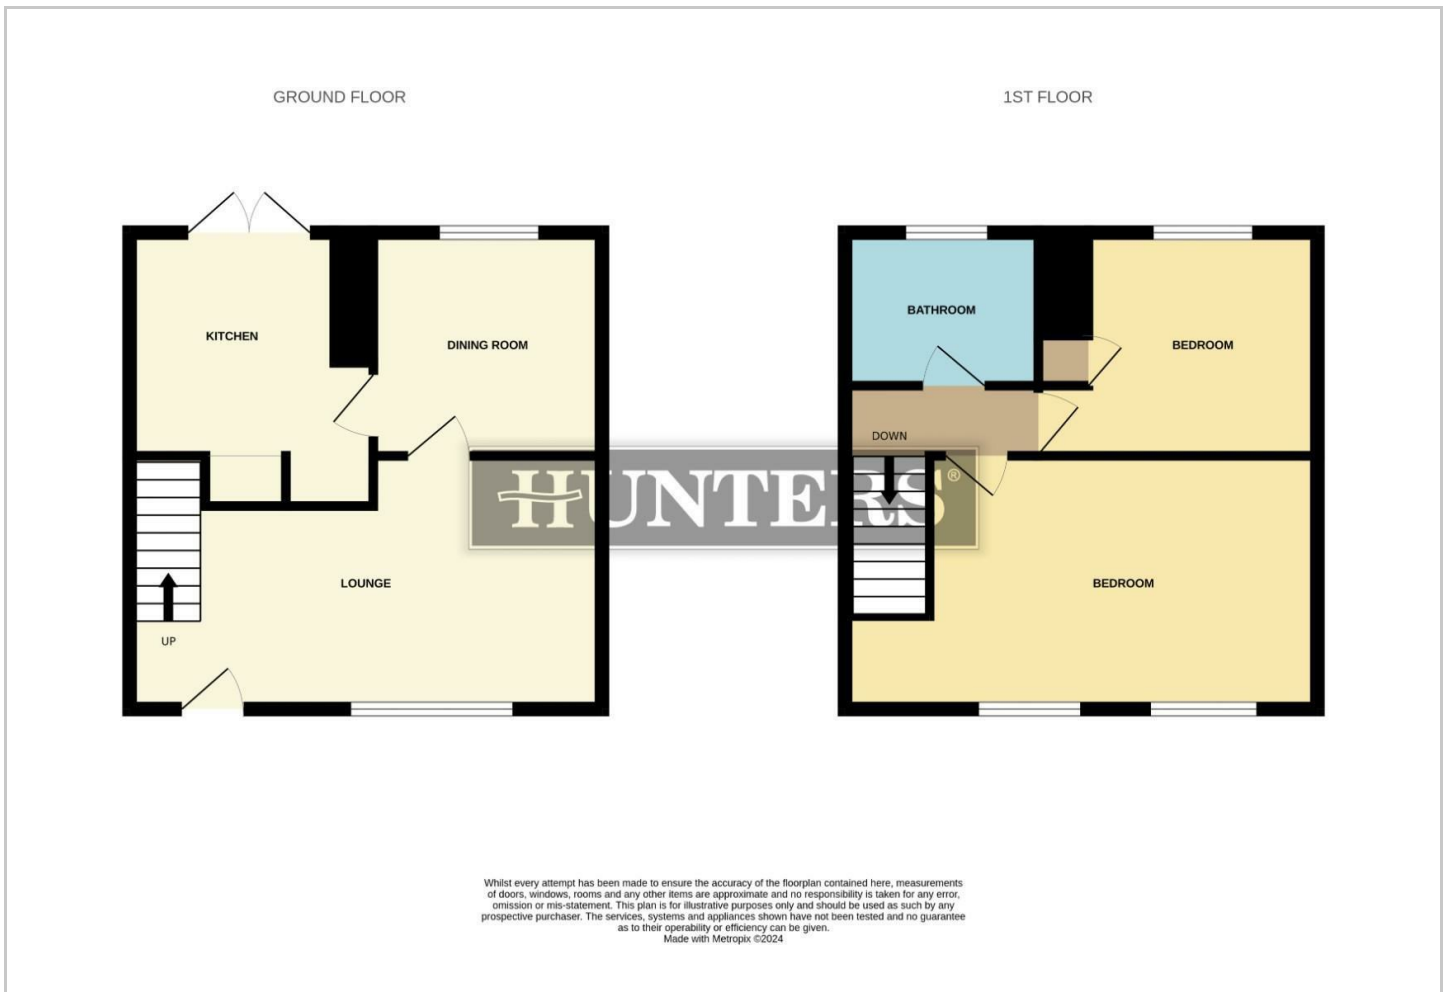 GROUND FLOOR
1ST FLOOR
KITCHEN
DINING ROOM
LOUNGE
UP
BATHROOM
BEDROOM
DOWN
BEDROOM
HUNTERS®
Whilst every attempt has been made to ensure the accuracy of the floorplan contained here, measurements
of doors, windows, rooms and any other items are approximate and no responsibility is taken for any error,
omission or mis-statement. This plan is for illustrative purposes only and should be used as such by any
prospective purchaser. The services, systems and appliances shown have not been tested and no guarantee
as to their operability or efficiency can be given.
Made with Metropix ©2024